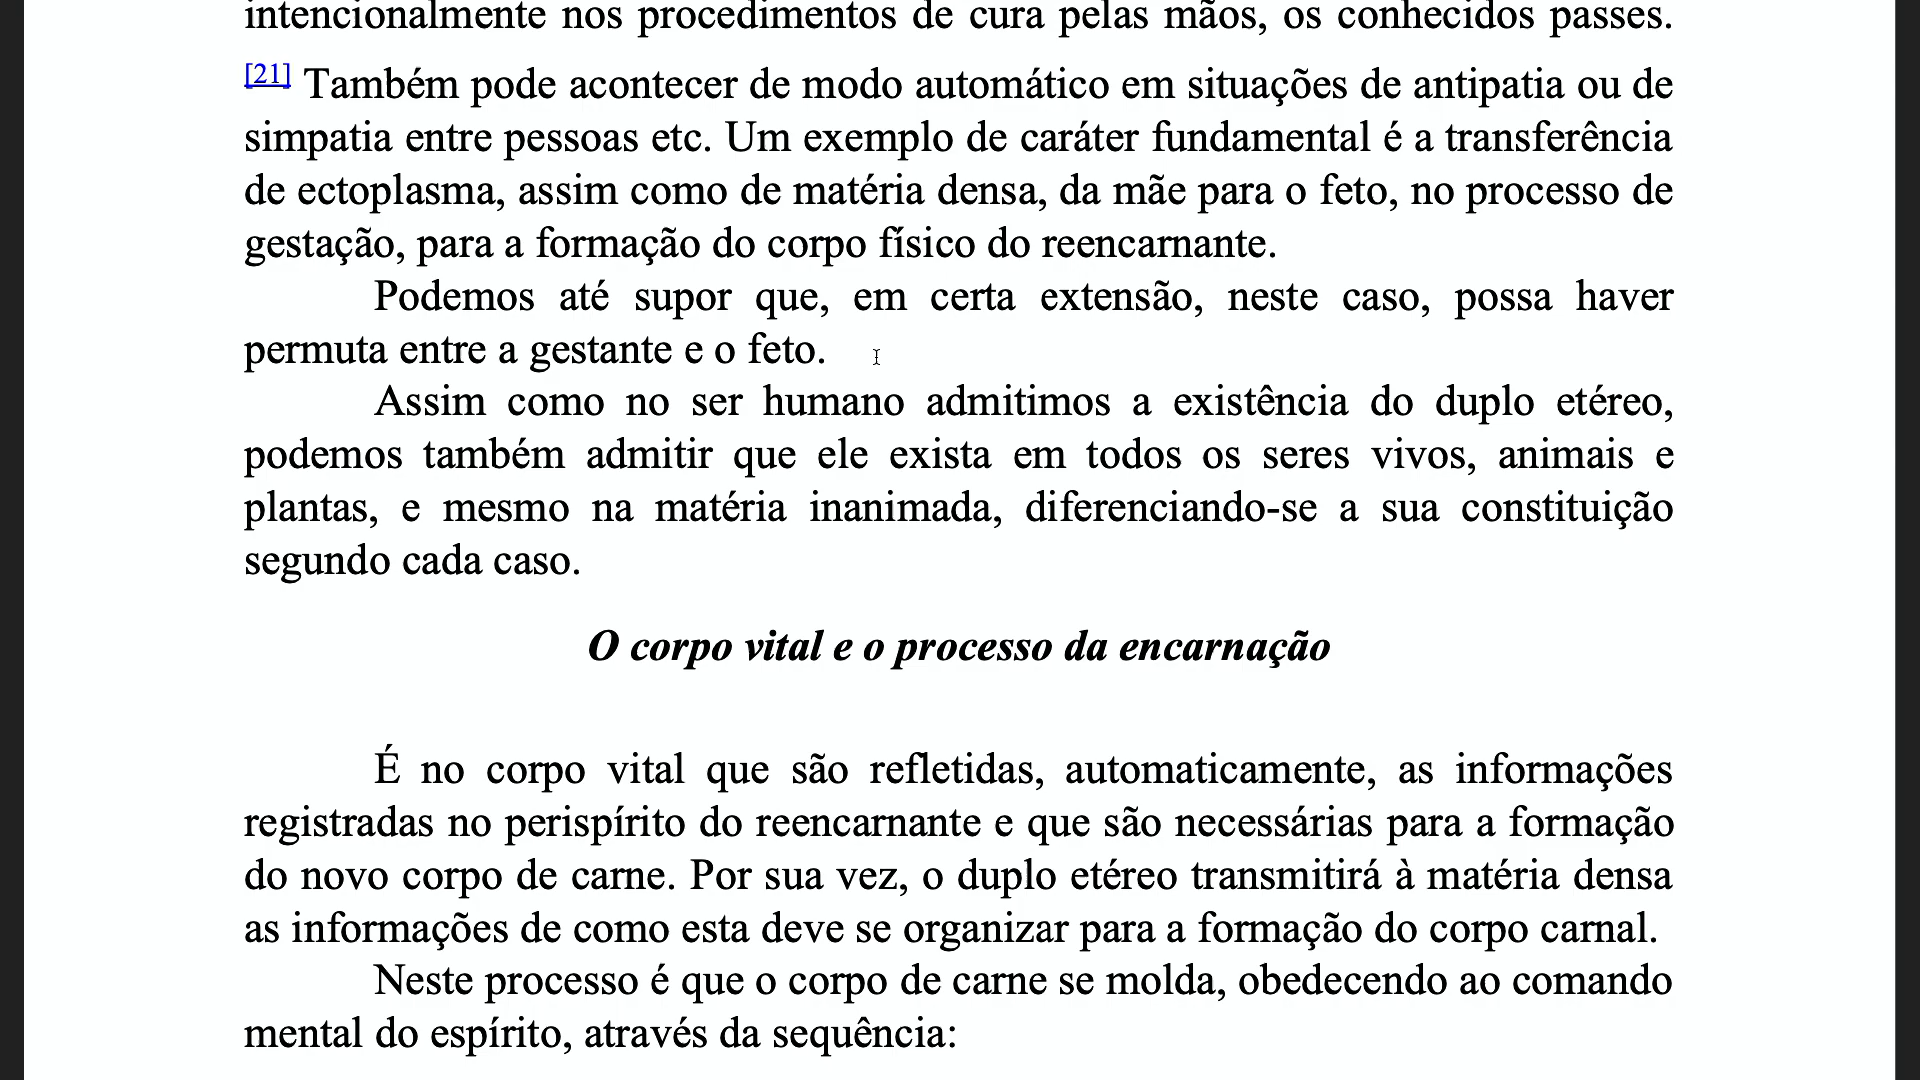 intencionalmente nos procedimentos de cura pelas mãos, os conhecidos passes.
[21] Também pode acontecer de modo automático em situações de antipatia ou de
simpatia entre pessoas etc. Um exemplo de caráter fundamental é a transferência
de ectoplasma, assim como de matéria densa, da mãe para o feto, no processo de
gestação, para a formação do corpo físico do reencarnante.
Podemos até supor que, em certa extensão, neste caso, possa haver
permuta entre a gestante e o feto.
Assim como no ser humano admitimos a existência do duplo etéreo,
podemos também admitir que ele exista em todos os seres vivos, animais e
plantas, e mesmo na matéria inanimada, diferenciando-se a sua constituição
segundo cada caso.
O corpo vital e o processo da encarnação
É no corpo vital que são refletidas, automaticamente, as informações
registradas no perispírito do reencarnante e que são necessárias para a formação
do novo corpo de carne. Por sua vez, o duplo etéreo transmitirá à matéria densa
as informações de como esta deve se organizar para a formação do corpo carnal.
Neste processo é que o corpo de carne se molda, obedecendo ao comando
mental do espírito, através da sequência: